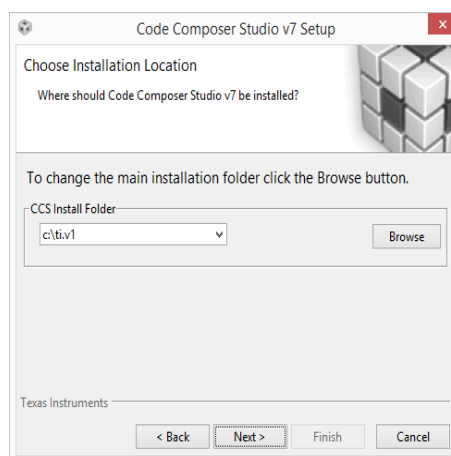 Code Composer Studio v7 Setup
x
Choose Installation Location
Where should Code Composer Studio v7 be installed?
To change the main installation folder click the Browse button.
CCS Install Folder
c:\ti.v1
Browse
Texas Instruments
< Back Next > Finish Cancel